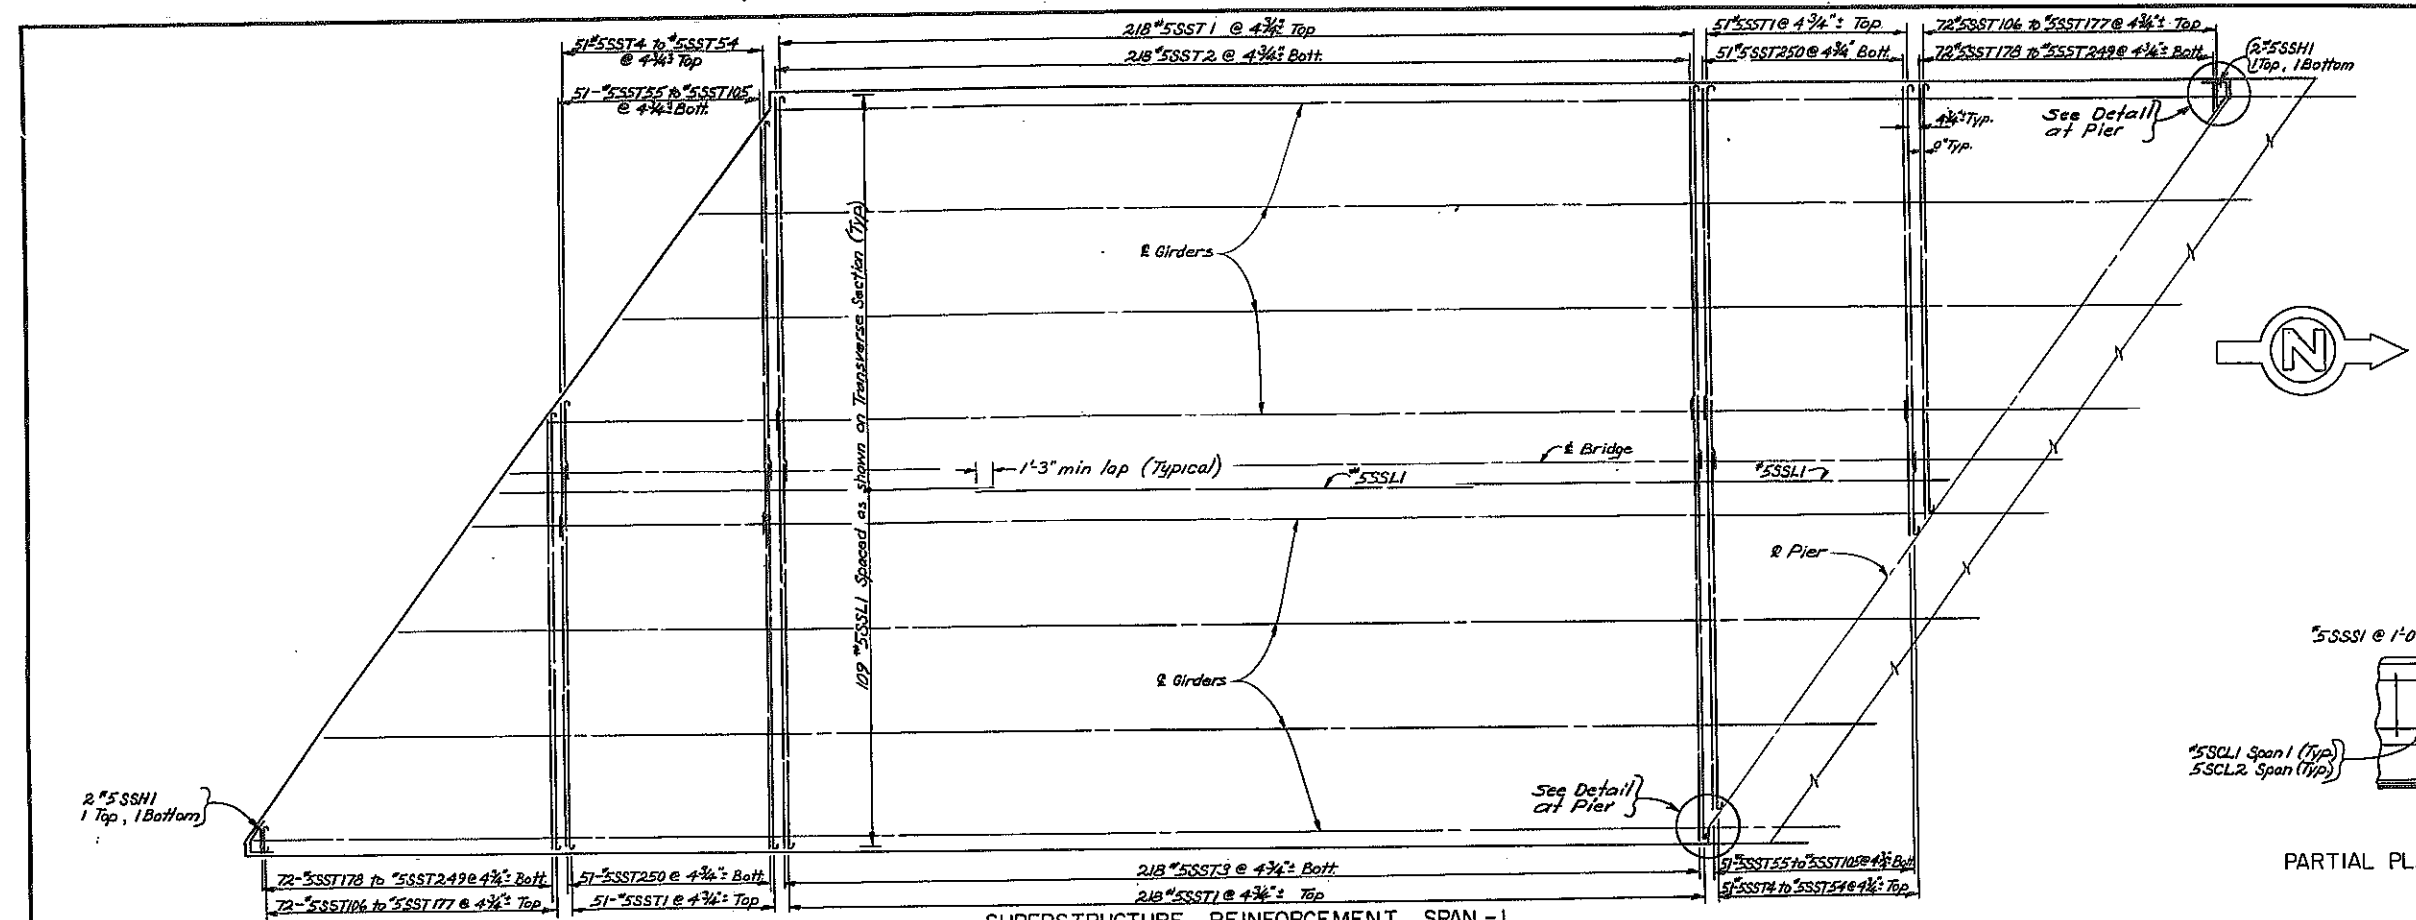 218 #5SST1 @ 4¾"± Top
51 #5SST1 @ 4¾"± Top
72 #5SST106 to #5SST177 @ 4¾"± Top
51-#5SST4 to #5SST54
@ 4¾"± Top
218 #5SST2 @ 4¾"± Bott.
51 #5SST250 @ 4¾" Bott.
72 #5SST178 to #5SST249 @ 4¾"± Bott.
2-#5SSH1
1 Top, 1 Bottom
51-#5SST55 to #5SST105
@ 4¾"± Bott.
See Detail
at Pier
4¾"± Typ.
9" Typ.
℄ Girders
109 #5SSL1 Spaced as shown on Transverse Section (Typ)
N
1'-3" min lap (Typical)
℄ Bridge
#5SSL1
#5SSL1
℄ Pier
#5SSS1 @ 1'-0
℄ Girders
#5SCL1 Span 1 (Typ)
5SCL2 Span (Typ)
2 #5SSH1
1 Top, 1 Bottom
See Detail
at Pier
PARTIAL PL
72-#5SST178 to #5SST249 @ 4¾"± Bott.
51-#5SST250 @ 4¾"± Bott.
218 #5SST3 @ 4¾"± Bott.
51-#5SST55 to #5SST105 @ 4¾"± Bott
72-#5SST106 to #5SST177 @ 4¾"± Top
51-#5SST1 @ 4¾"± Top
218 #5SST1 @ 4¾"± Top
51-#5SST4 to #5SST54 @ 4¾"± Top
SUPERSTRUCTURE REINFORCEMENT SPAN-1